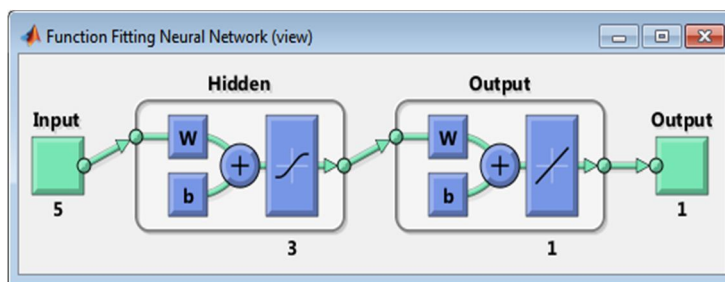 Function Fitting Neural Network (view)
Hidden Output
Input Output
W W
+ +
b b
5 1
3 1